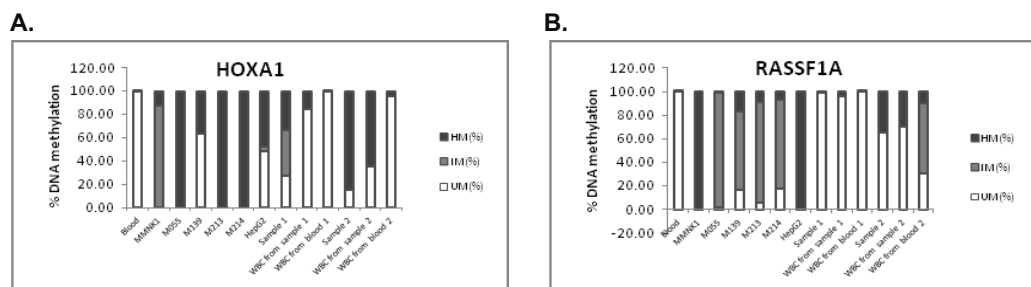 A.
HOXA1
% DNA methylation
120.00
100.00
80.00
60.00
40.00
20.00
0.00
Blood
MMNK1
M055
M139
M213
M214
HepG2
Sample 1
WBC from sample 1
WBC from blood 1
Sample 2
WBC from sample 2
WBC from blood 2
HM(%)
IM(%)
UM(%)
B.
RASSF1A
% DNA methylation
120.00
100.00
80.00
60.00
40.00
20.00
0.00
-20.00
Blood
MMNK1
M055
M139
M213
M214
HepG2
Sample 1
WBC from sample 1
WBC from blood 1
Sample 2
WBC from sample 2
WBC from blood 2
HM(%)
IM(%)
UM(%)